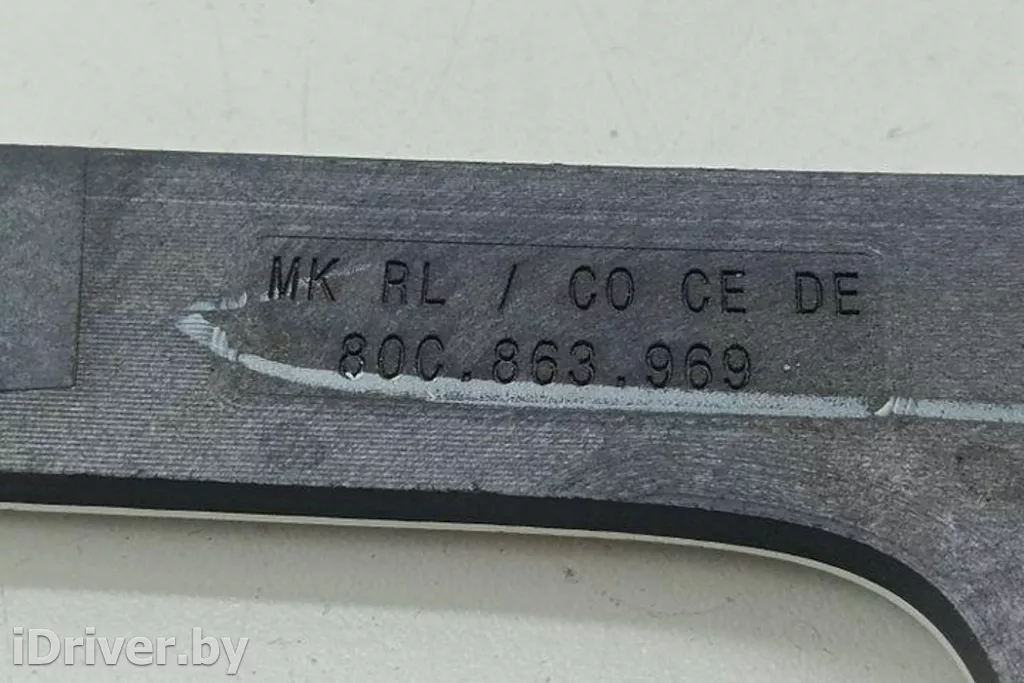 MK RL / CO CE DE
80C.863.969
iDriver.by